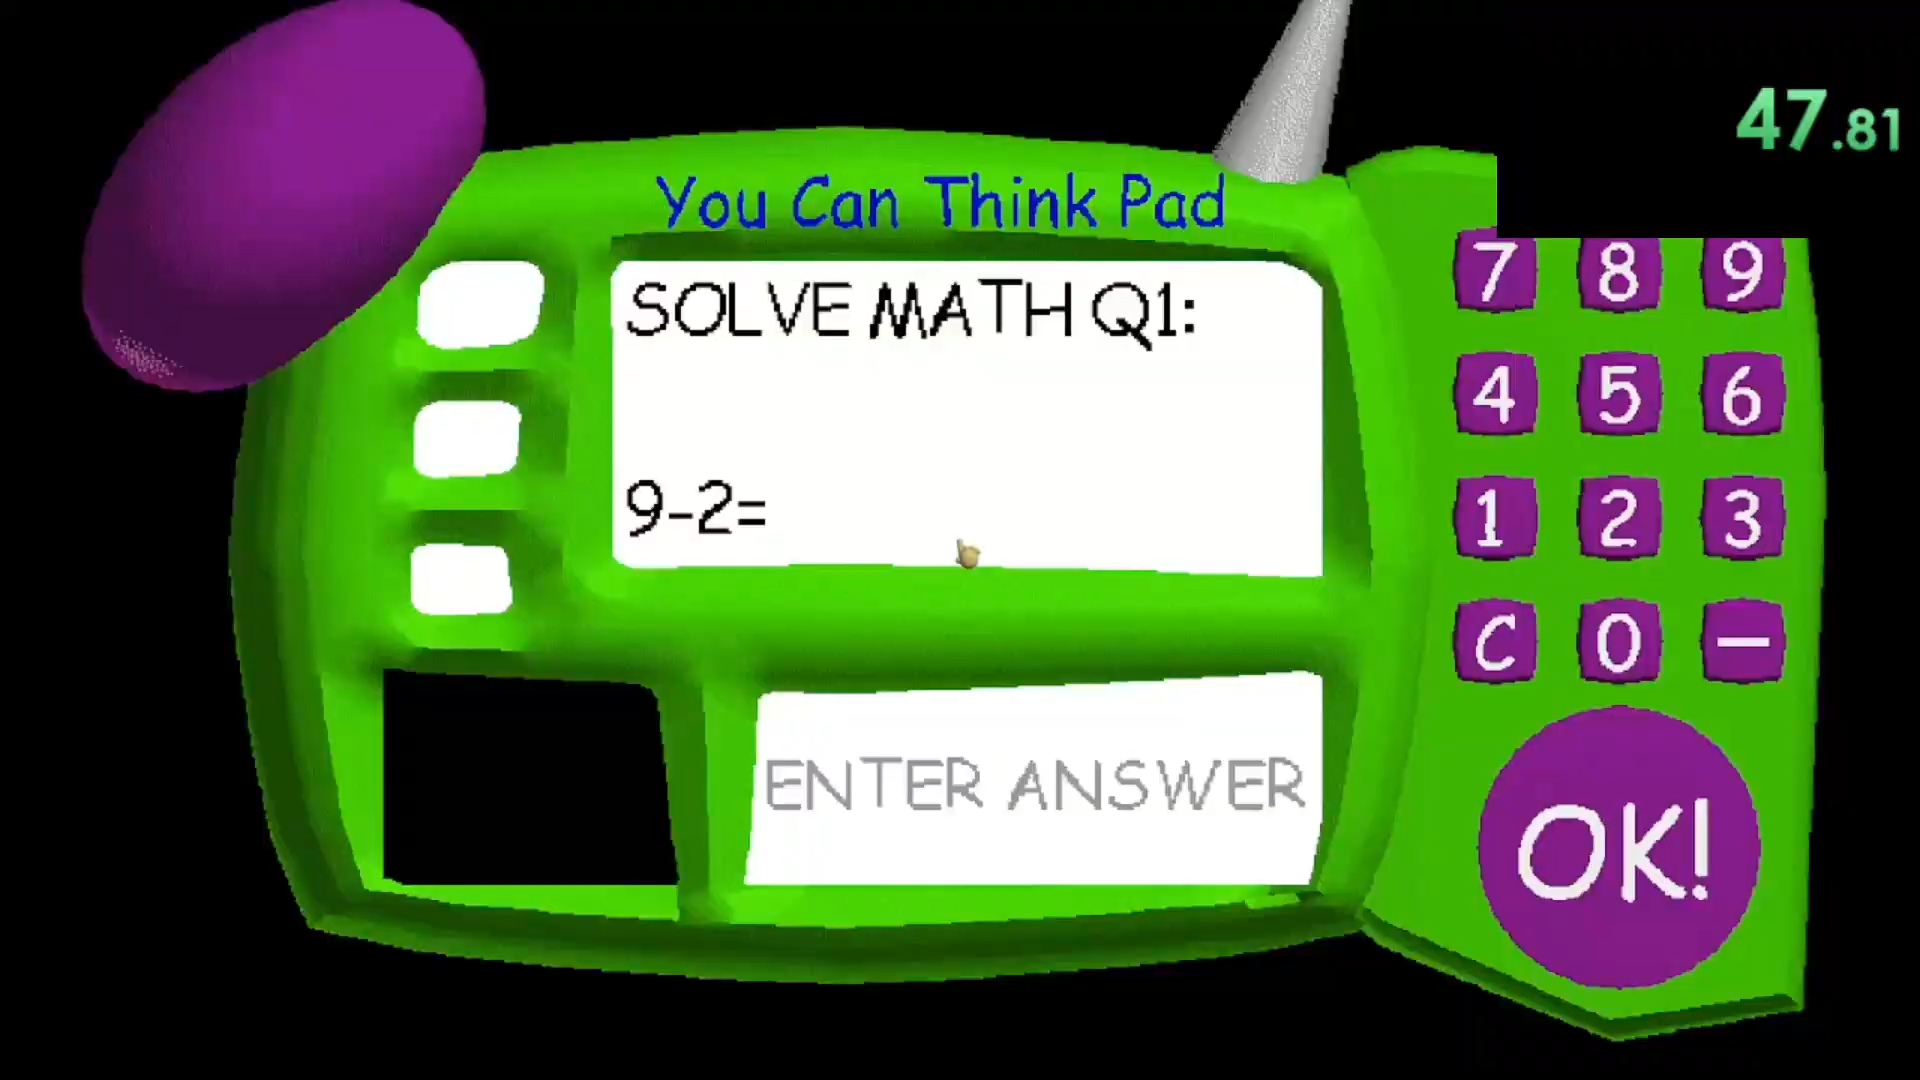 47.81
You Can Think Pad
SOLVE MATH Q1:
9-2=
7 8 9
4 5 6
1 2 3
C 0 −
ENTER ANSWER
OK!